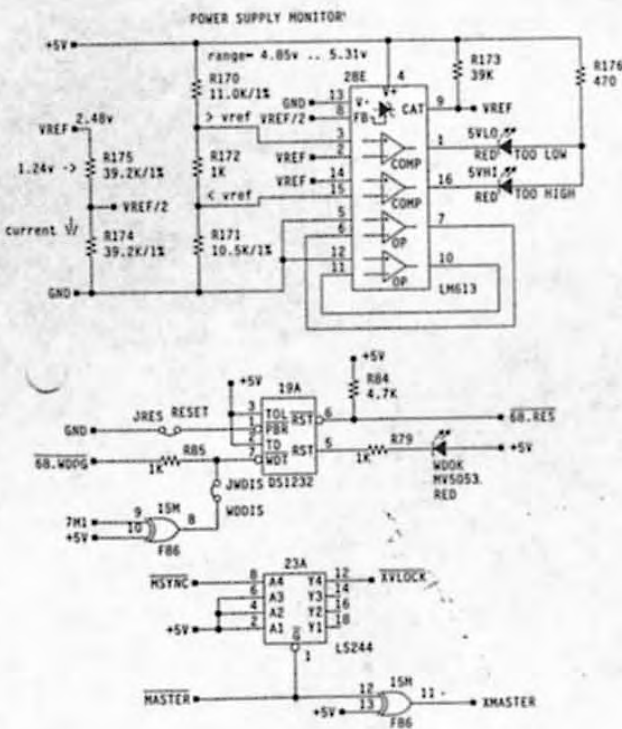 POWER SUPPLY MONITOR
+5V
range= 4.85v .. 5.31v
R170
11.0K/1%
28E
4
V+
R173
39K
R176
470
GND
13
V-
VREF/2
8
FB
CAT
9
VREF
2.48v
VREF
> vref
3
VREF
2
COMP
1
5VLO
RED
TOO LOW
1.24v ->
R175
39.2K/1%
R172
1K
VREF
14
< vref
15
COMP
16
5VHI
RED
TOO HIGH
VREF/2
current
R174
39.2K/1%
R171
10.5K/1%
5
6
OP
7
12
11
OP
10
LM613
GND
+5V
19A
+5V
R84
4.7K
GND
JRES
RESET
3
TOL
1
PBR
2
TD
7
WDT
RST
6
68.RES
RST
5
R79
1K
+5V
WDOK
MV5053
RED
68.WDOG
R85
1K
DS1232
JWDIS
WDDIS
7M1
9
+5V
10
15M
8
F86
23A
MSYNC
8
A4
Y4
12
XVLOCK
6
A3
Y3
14
4
A2
Y2
16
+5V
2
A1
Y1
18
G
LS244
1
MASTER
12
15M
11
XMASTER
+5V
13
F86